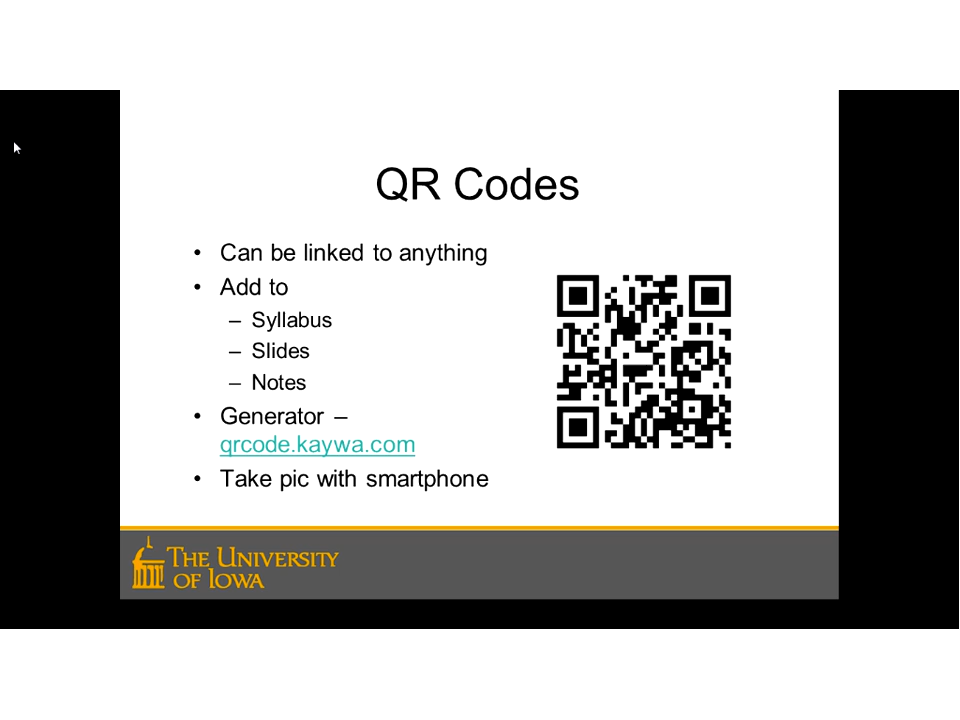 QR Codes
• Can be linked to anything
• Add to
– Syllabus
– Slides
– Notes
• Generator –
qrcode.kaywa.com
• Take pic with smartphone
THE UNIVERSITY
OF IOWA